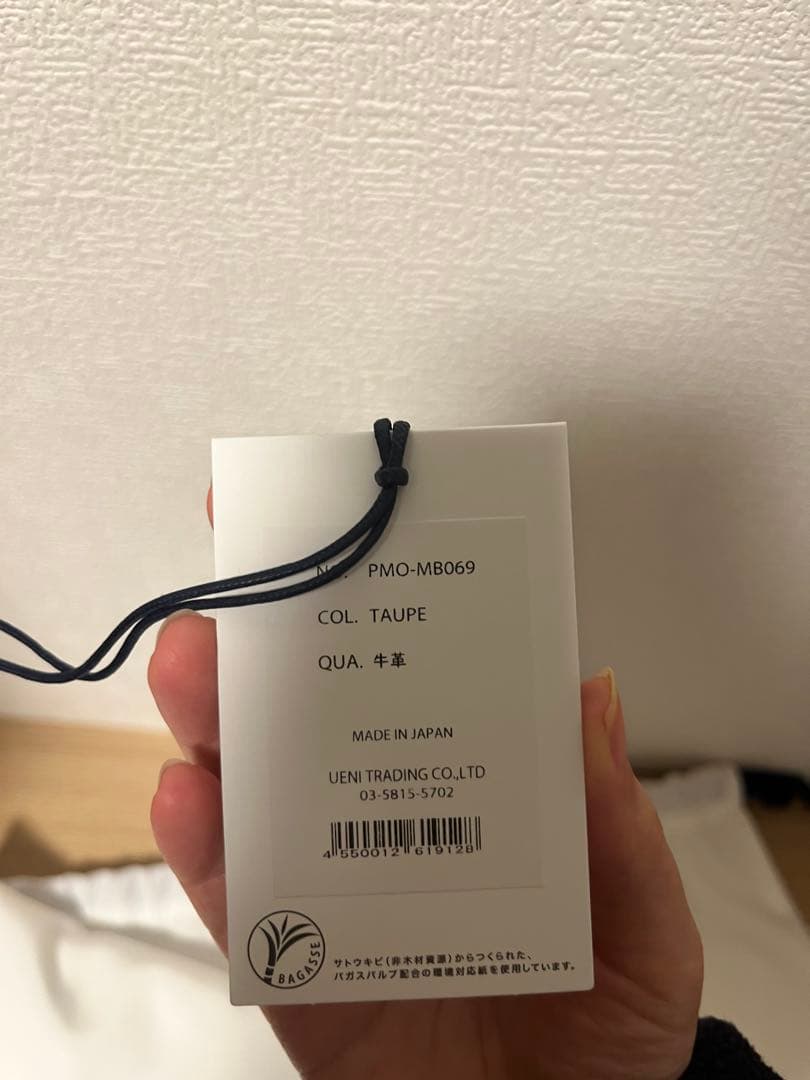 NO. PMO-MB069
COL. TAUPE
QUA. 牛革
MADE IN JAPAN
UENI TRADING CO.,LTD
03-5815-5702
4 550012 619128
BAGASSE
サトウキビ(非木材資源)からつくられた、
バガスパルプ配合の環境対応紙を使用しています。